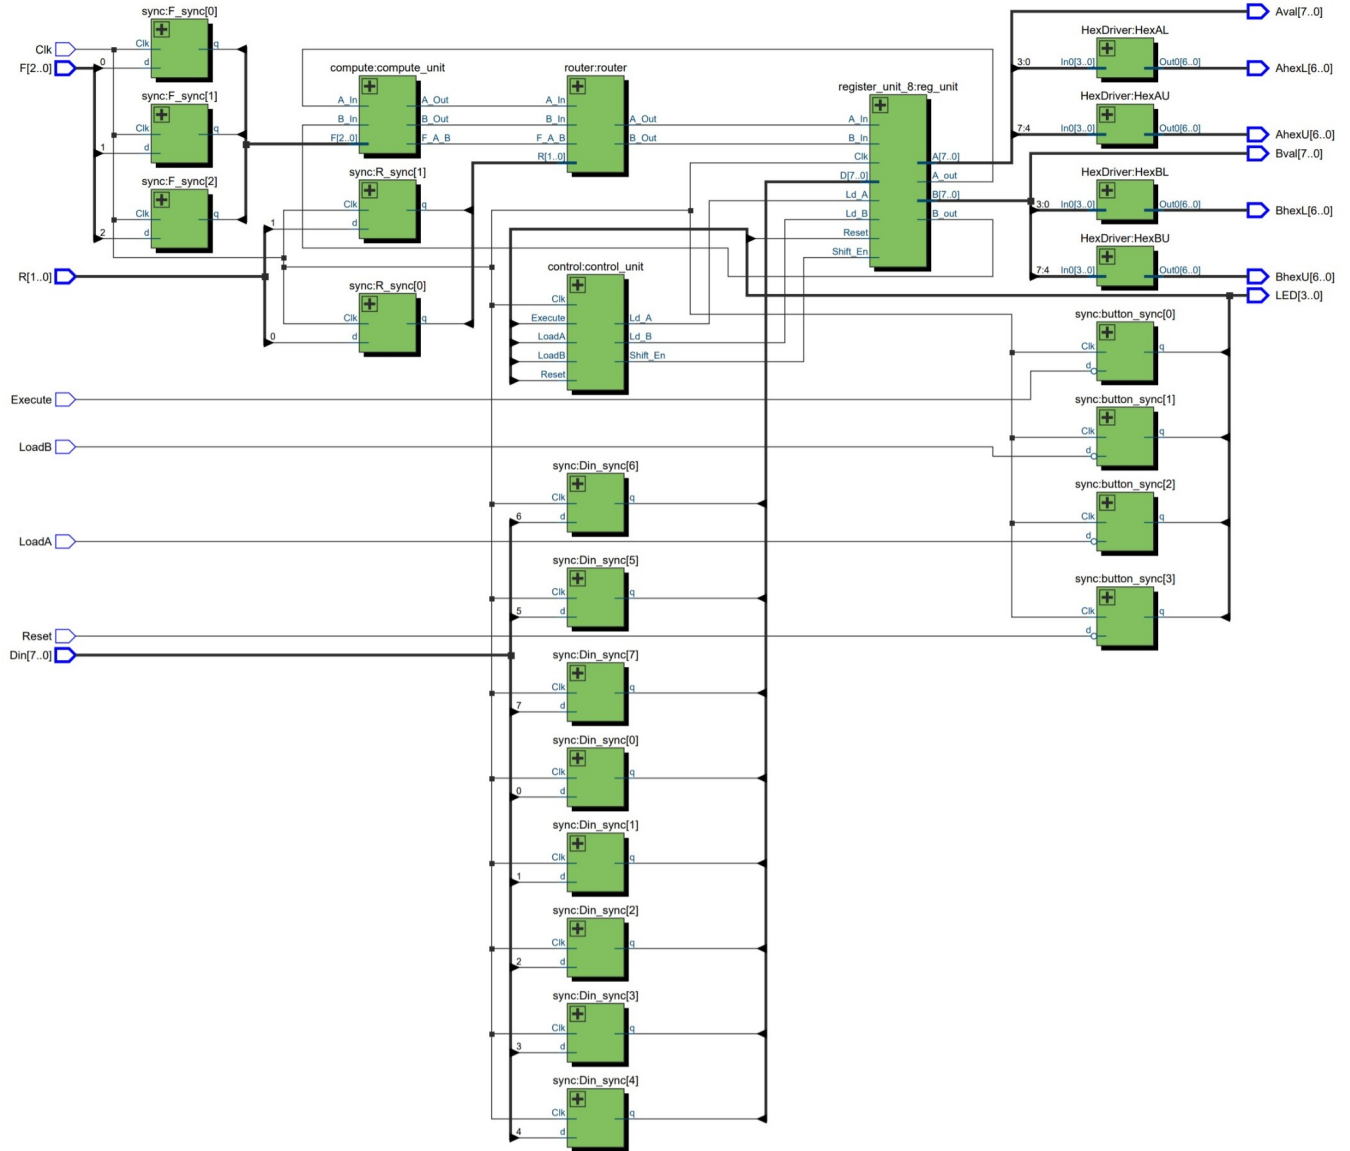 sync:F_sync[0]
Clk
F[2..0]
0
Clk
d
q
sync:F_sync[1]
1
Clk
d
q
sync:F_sync[2]
2
Clk
d
q
compute:compute_unit
A_In
B_In
F[2..0]
A_Out
B_Out
F_A_B
router:router
A_In
B_In
F_A_B
R[1..0]
A_Out
B_Out
register_unit_8:reg_unit
A_In
B_In
Clk
D[7..0]
Ld_A
Ld_B
Reset
Shift_En
A[7..0]
A_out
B[7..0]
B_out
Aval[7..0]
HexDriver:HexAL
3:0
In0[3..0]
Out0[6..0]
AhexL[6..0]
HexDriver:HexAU
7:4
In0[3..0]
Out0[6..0]
AhexU[6..0]
Bval[7..0]
HexDriver:HexBL
3:0
In0[3..0]
Out0[6..0]
BhexL[6..0]
HexDriver:HexBU
7:4
In0[3..0]
Out0[6..0]
BhexU[6..0]
LED[3..0]
sync:R_sync[1]
R[1..0]
1
Clk
d
q
sync:R_sync[0]
0
Clk
d
q
control:control_unit
Clk
Execute
LoadA
LoadB
Reset
Ld_A
Ld_B
Shift_En
sync:button_sync[0]
Clk
d
q
Execute
sync:button_sync[1]
Clk
d
q
LoadB
sync:button_sync[2]
Clk
d
q
LoadA
sync:button_sync[3]
Clk
d
q
Reset
Din[7..0]
sync:Din_sync[6]
Clk
6
d
q
sync:Din_sync[5]
Clk
5
d
q
sync:Din_sync[7]
Clk
7
d
q
sync:Din_sync[0]
Clk
0
d
q
sync:Din_sync[1]
Clk
1
d
q
sync:Din_sync[2]
Clk
2
d
q
sync:Din_sync[3]
Clk
3
d
q
sync:Din_sync[4]
Clk
4
d
q